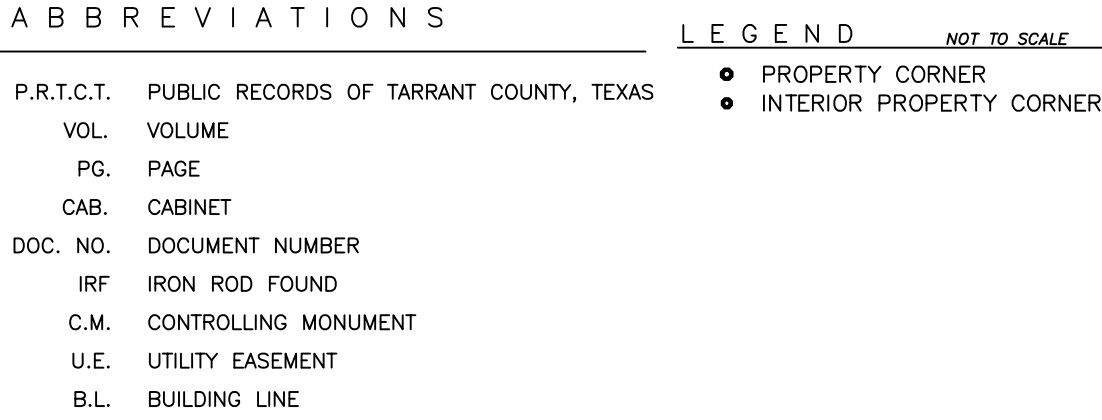 ABBREVIATIONS
P.R.T.C.T. PUBLIC RECORDS OF TARRANT COUNTY, TEXAS
VOL. VOLUME
PG. PAGE
CAB. CABINET
DOC. NO. DOCUMENT NUMBER
IRF IRON ROD FOUND
C.M. CONTROLLING MONUMENT
U.E. UTILITY EASEMENT
B.L. BUILDING LINE
LEGEND NOT TO SCALE
PROPERTY CORNER
INTERIOR PROPERTY CORNER